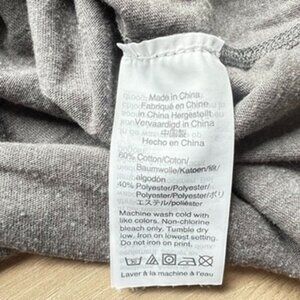 Made in China
Fabriqué en Chine
In China Hergestellt
Vervaardigd in China
中国製
Hecho en China
60% Cotton/Coton/
Baumwolle/Katoen/綿/
algodón
40% Polyester/Polyester/
Polyester/Polyester/ポリ
エステル/poliéster
Machine wash cold with
like colors. Non-chlorine
bleach only. Tumble dry
low. Iron on lowest setting.
Do not iron on print.
Laver à la machine à l'eau